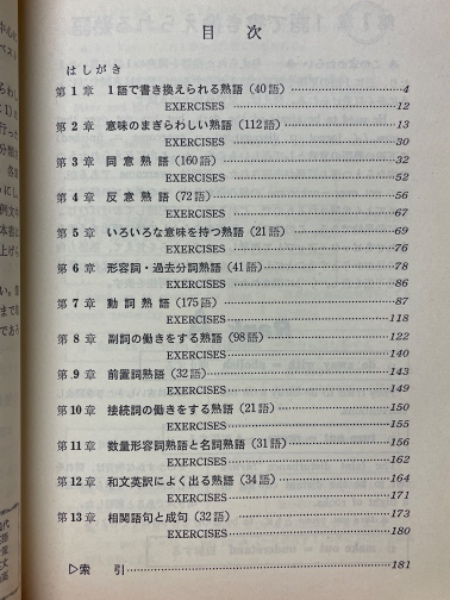 目次
はしがき
第1章 1語で書き換えられる熟語(40語)……4
EXERCISES……12
第2章 意味のまぎらわしい熟語(112語)……13
EXERCISES……30
第3章 同意熟語(160語)……32
EXERCISES……52
第4章 反意熟語(72語)……56
EXERCISES……67
第5章 いろいろな意味を持つ熟語(21語)……69
EXERCISES……76
第6章 形容詞・過去分詞熟語(41語)……78
EXERCISES……86
第7章 動詞熟語(175語)……87
EXERCISES……118
第8章 副詞の働きをする熟語(98語)……122
EXERCISES……140
第9章 前置詞熟語(32語)……143
EXERCISES……149
第10章 接続詞の働きをする熟語(21語)……150
EXERCISES……155
第11章 数量形容詞熟語と名詞熟語(31語)……156
EXERCISES……162
第12章 和文英訳によく出る熟語(34語)……164
EXERCISES……171
第13章 相関語句と成句(32語)……173
EXERCISES……180
▷索引……181